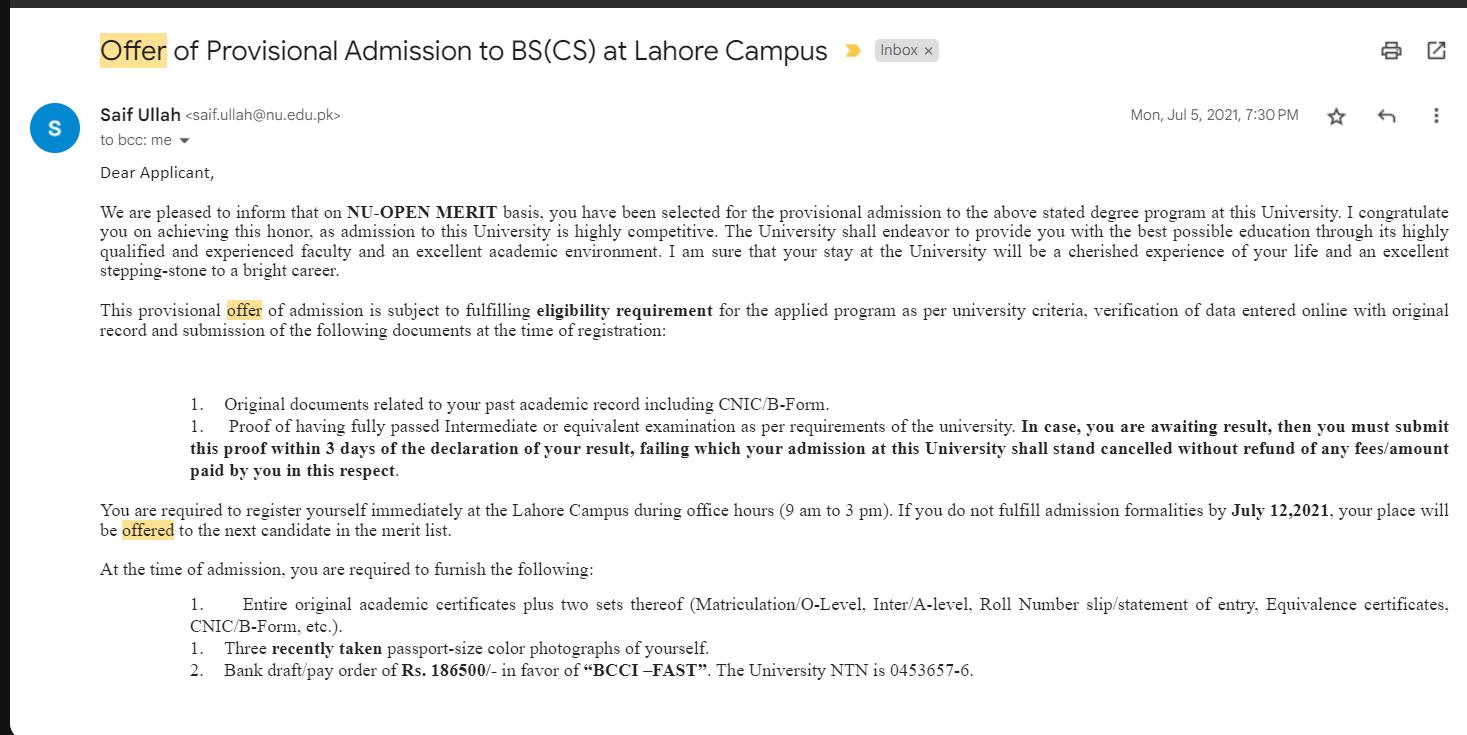 Offer of Provisional Admission to BS(CS) at Lahore Campus Inbox ×
S
Saif Ullah <saif.ullah@nu.edu.pk> Mon, Jul 5, 2021, 7:30 PM
to bcc: me
Dear Applicant,
We are pleased to inform that on NU-OPEN MERIT basis, you have been selected for the provisional admission to the above stated degree program at this University. I congratulate
you on achieving this honor, as admission to this University is highly competitive. The University shall endeavor to provide you with the best possible education through its highly
qualified and experienced faculty and an excellent academic environment. I am sure that your stay at the University will be a cherished experience of your life and an excellent
stepping-stone to a bright career.
This provisional offer of admission is subject to fulfilling eligibility requirement for the applied program as per university criteria, verification of data entered online with original
record and submission of the following documents at the time of registration:
1. Original documents related to your past academic record including CNIC/B-Form.
1. Proof of having fully passed Intermediate or equivalent examination as per requirements of the university. In case, you are awaiting result, then you must submit
this proof within 3 days of the declaration of your result, failing which your admission at this University shall stand cancelled without refund of any fees/amount
paid by you in this respect.
You are required to register yourself immediately at the Lahore Campus during office hours (9 am to 3 pm). If you do not fulfill admission formalities by July 12,2021, your place will
be offered to the next candidate in the merit list.
At the time of admission, you are required to furnish the following:
1. Entire original academic certificates plus two sets thereof (Matriculation/O-Level, Inter/A-level, Roll Number slip/statement of entry, Equivalence certificates,
CNIC/B-Form, etc.).
1. Three recently taken passport-size color photographs of yourself.
2. Bank draft/pay order of Rs. 186500/- in favor of “BCCI –FAST”. The University NTN is 0453657-6.